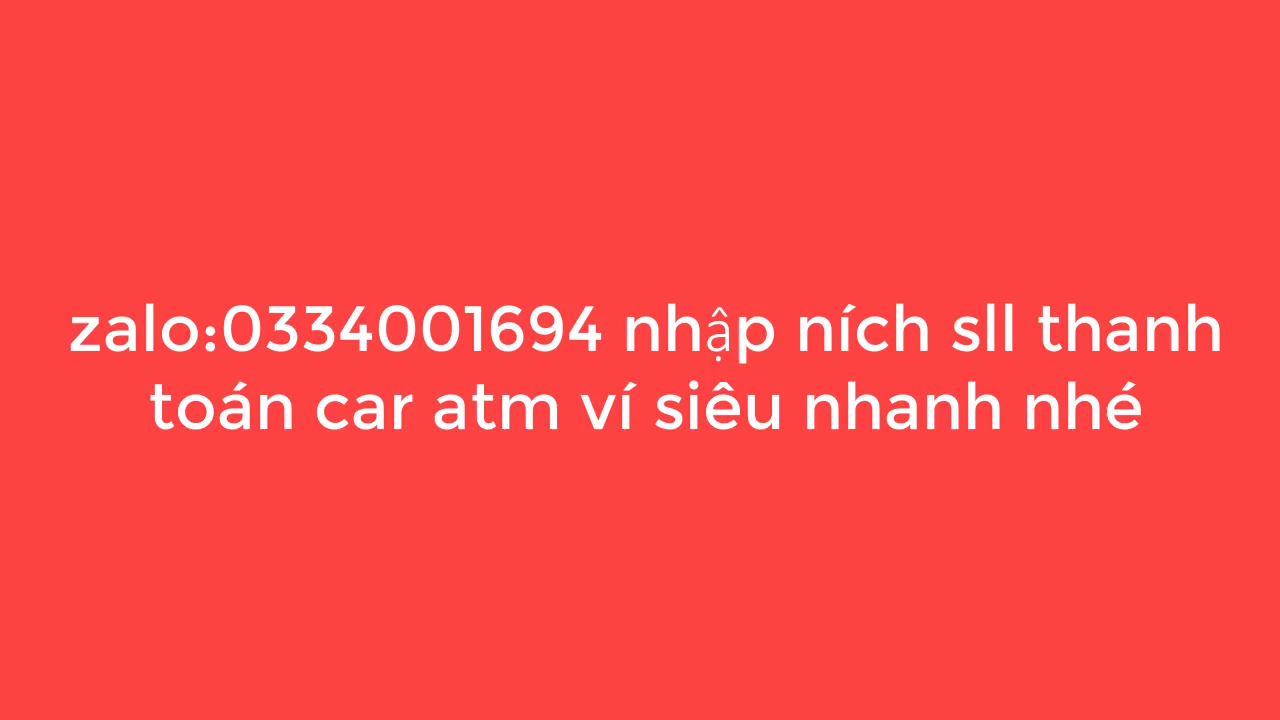 zalo:0334001694 nhập ních sll thanh
toán car atm ví siêu nhanh nhé